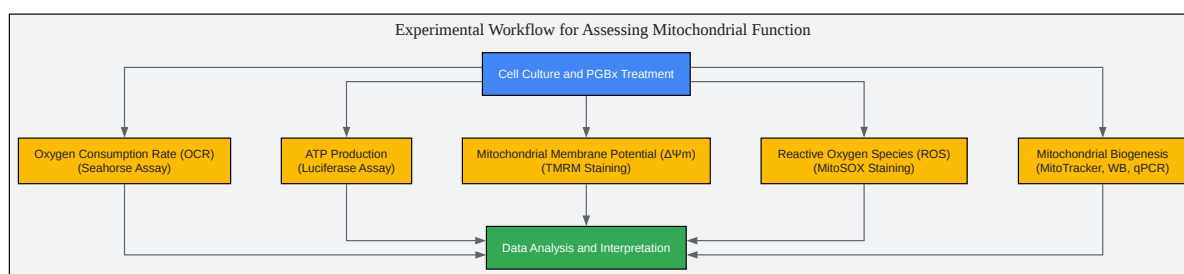 Experimental Workflow for Assessing Mitochondrial Function
Cell Culture and PGBx Treatment
Oxygen Consumption Rate (OCR)
(Seahorse Assay)
ATP Production
(Luciferase Assay)
Mitochondrial Membrane Potential (ΔΨm)
(TMRM Staining)
Reactive Oxygen Species (ROS)
(MitoSOX Staining)
Mitochondrial Biogenesis
(MitoTracker, WB, qPCR)
Data Analysis and Interpretation